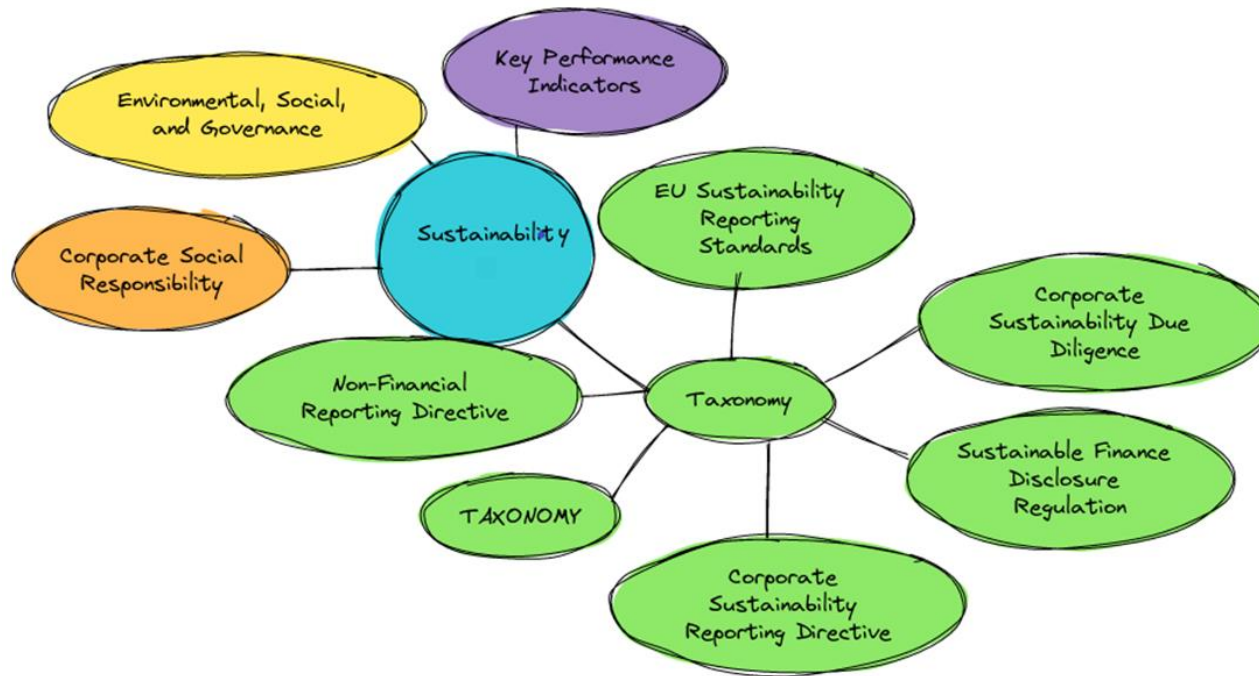 Key Performance
Indicators
Environmental, Social,
and Governance
EU Sustainability
Reporting
Standards
Sustainability
Corporate Social
Responsibility
Corporate
Sustainability Due
Diligence
Non-Financial
Reporting Directive
Taxonomy
Sustainable Finance
Disclosure
Regulation
TAXONOMY
Corporate
Sustainability
Reporting Directive